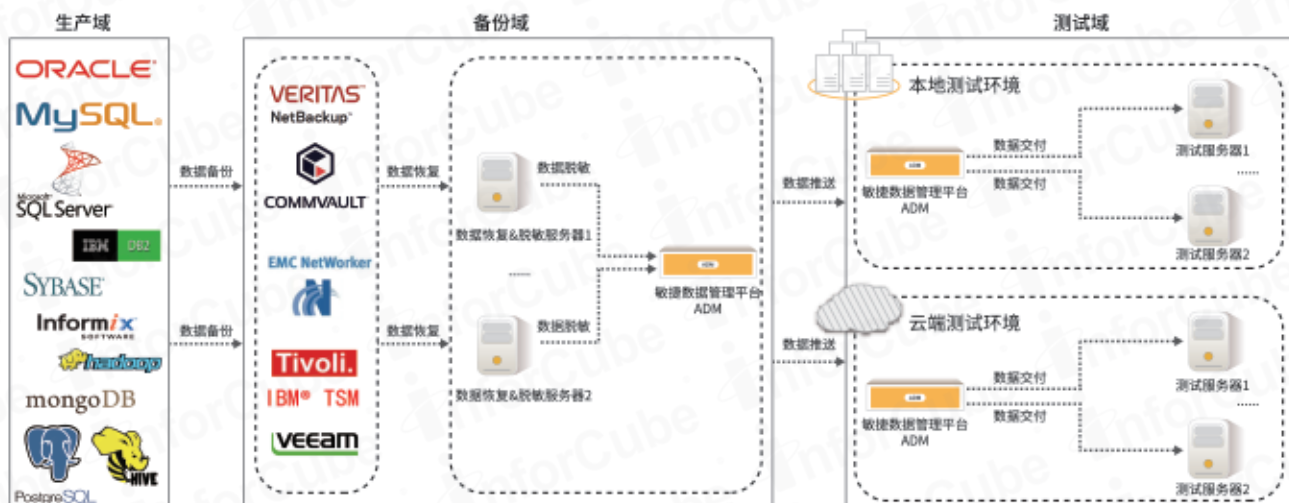 生产域
备份域
测试域
ORACLE
MySQL
Microsoft
SQL Server
IBM DB2
SYBASE
Informix
SOFTWARE
hadoop
mongoDB
HIVE
PostgreSQL
数据备份
数据备份
VERITAS
NetBackup
COMMVAULT
EMC NetWorker
Tivoli.
IBM® TSM
veeam
数据恢复
数据恢复
数据脱敏
数据恢复&脱敏服务器1
......
数据脱敏
数据恢复&脱敏服务器2
ADM
敏捷数据管理平台
ADM
数据推送
数据推送
本地测试环境
ADM
敏捷数据管理平台
ADM
数据交付
数据交付
测试服务器1
......
测试服务器2
云端测试环境
ADM
敏捷数据管理平台
ADM
数据交付
数据交付
测试服务器1
......
测试服务器2
inforCube